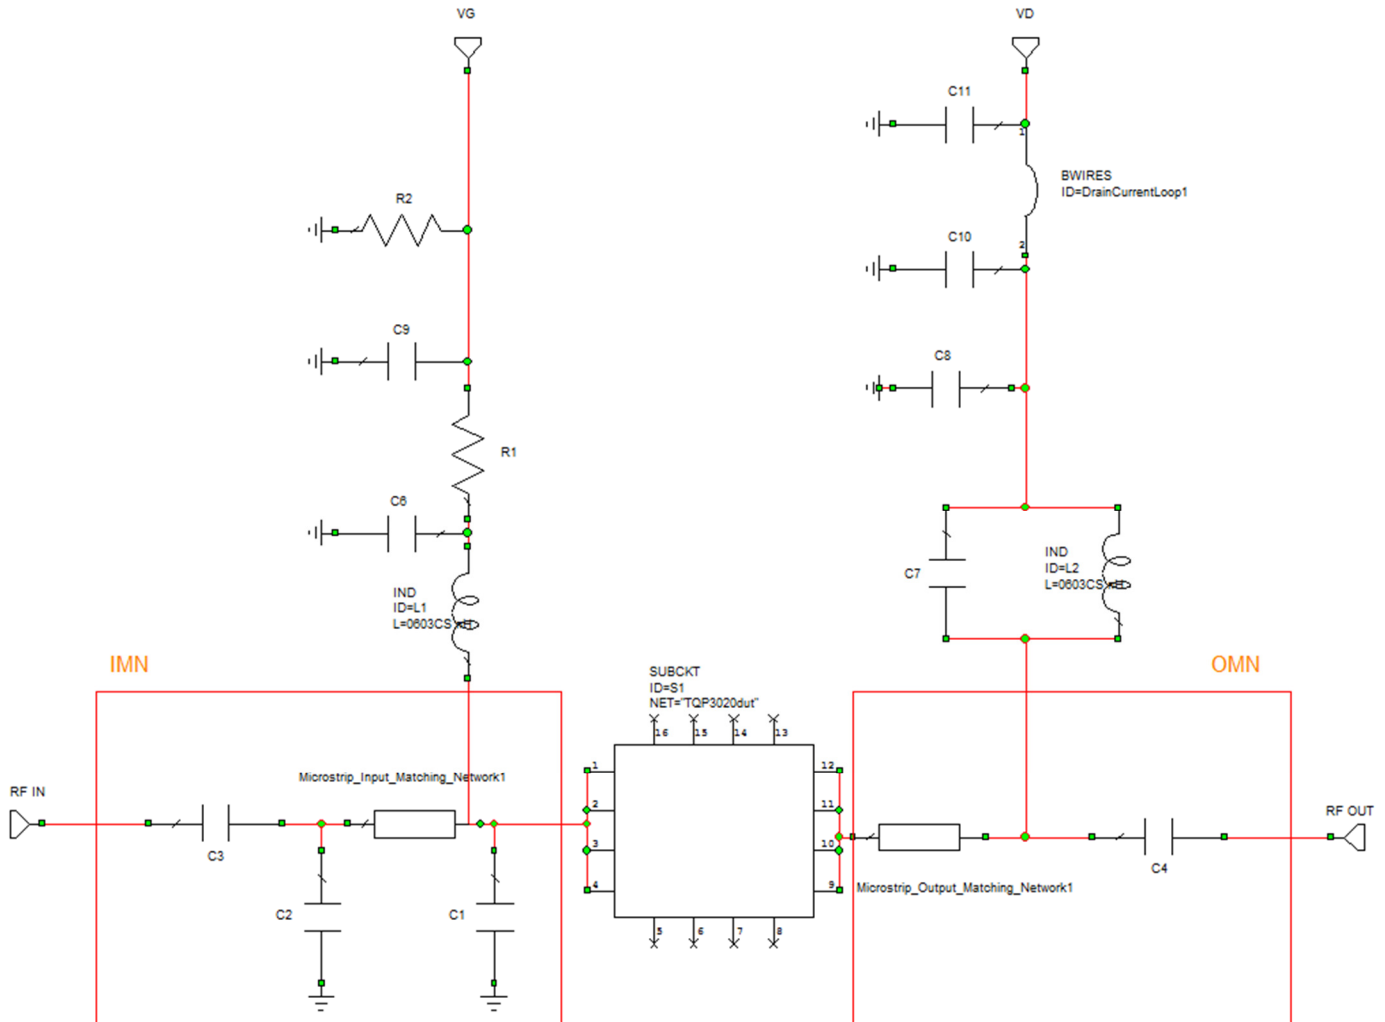 VG
VD
C11
1
BWIRES
ID=DrainCurrentLoop1
R2
C10
2
C9
C8
R1
C6
IND
ID=L1
L=0603CS
C7
IND
ID=L2
L=0603CS
IMN
OMN
SUBCKT
ID=S1
NET="TQP3020dut"
16 15 14 13
Microstrip_Input_Matching_Network1
1
2
3
4
12
11
10
9
5 6 7 8
RF IN
C3
C2
C1
RF OUT
C4
Microstrip_Output_Matching_Network1